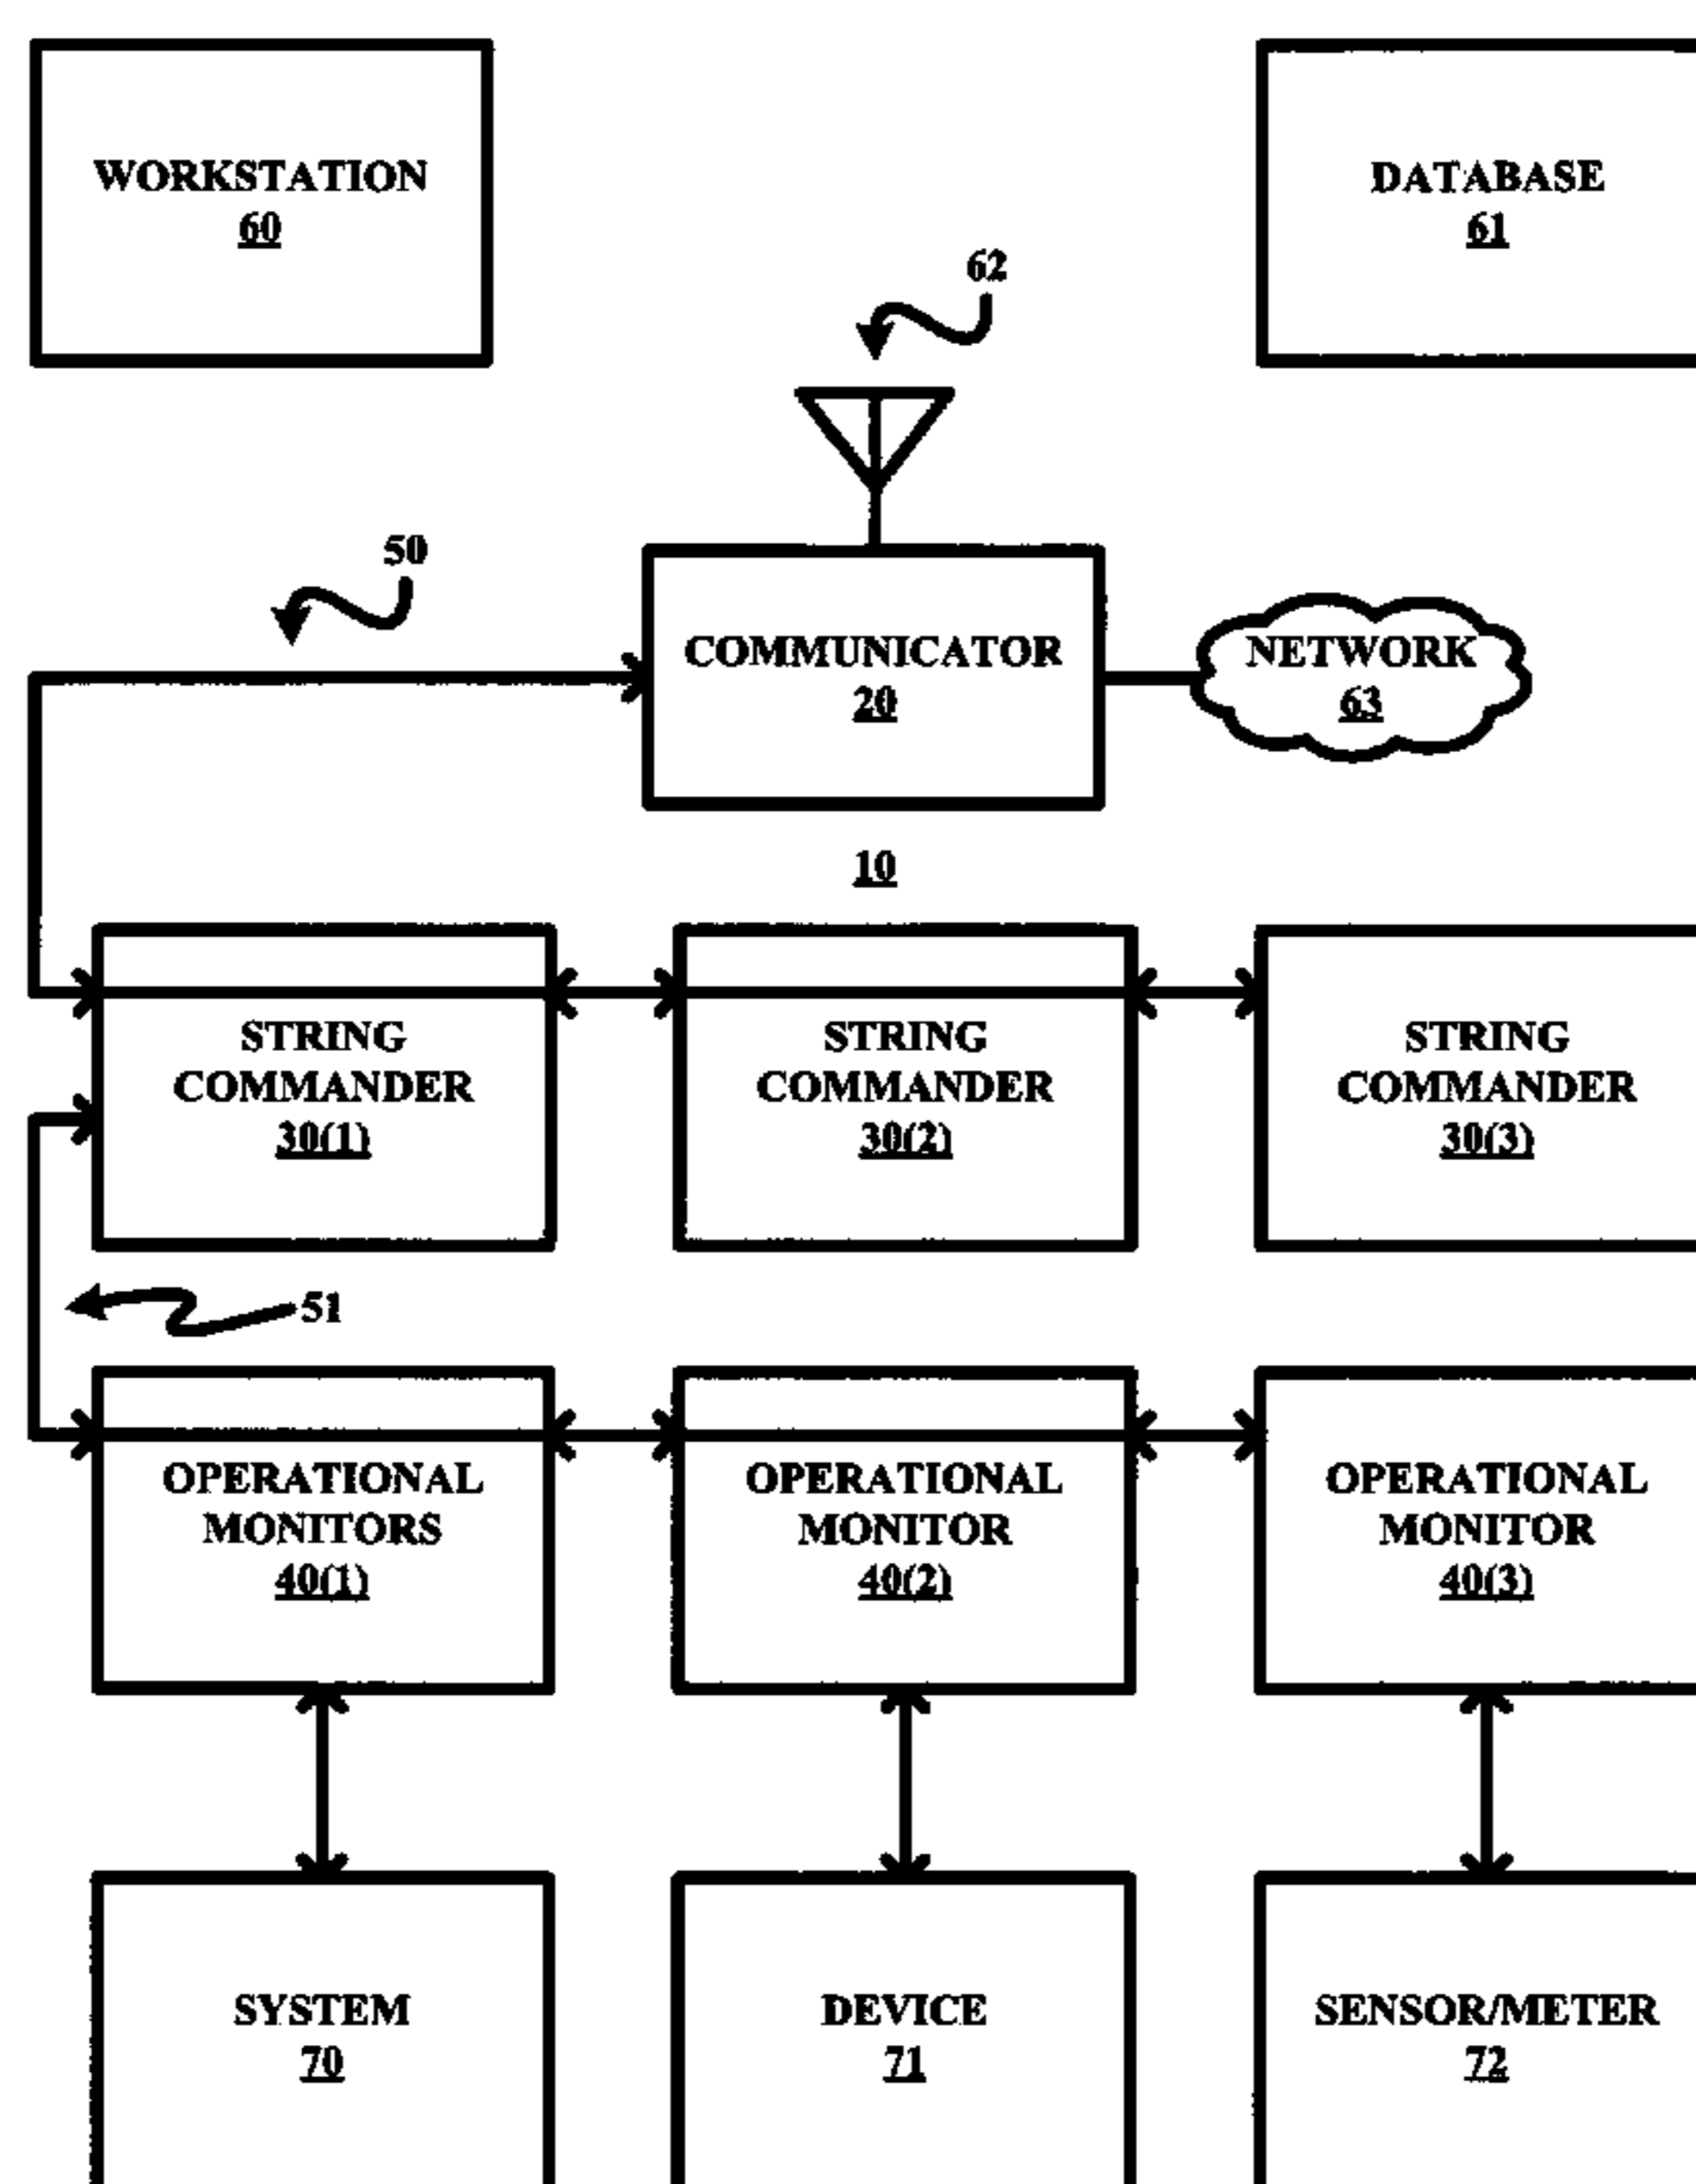 WORKSTATION
60
DATABASE
61
62
50
COMMUNICATOR
20
NETWORK
63
10
STRING
COMMANDER
30(1)
STRING
COMMANDER
30(2)
STRING
COMMANDER
30(3)
51
OPERATIONAL
MONITORS
40(1)
OPERATIONAL
MONITOR
40(2)
OPERATIONAL
MONITOR
40(3)
SYSTEM
70
DEVICE
71
SENSOR/METER
72